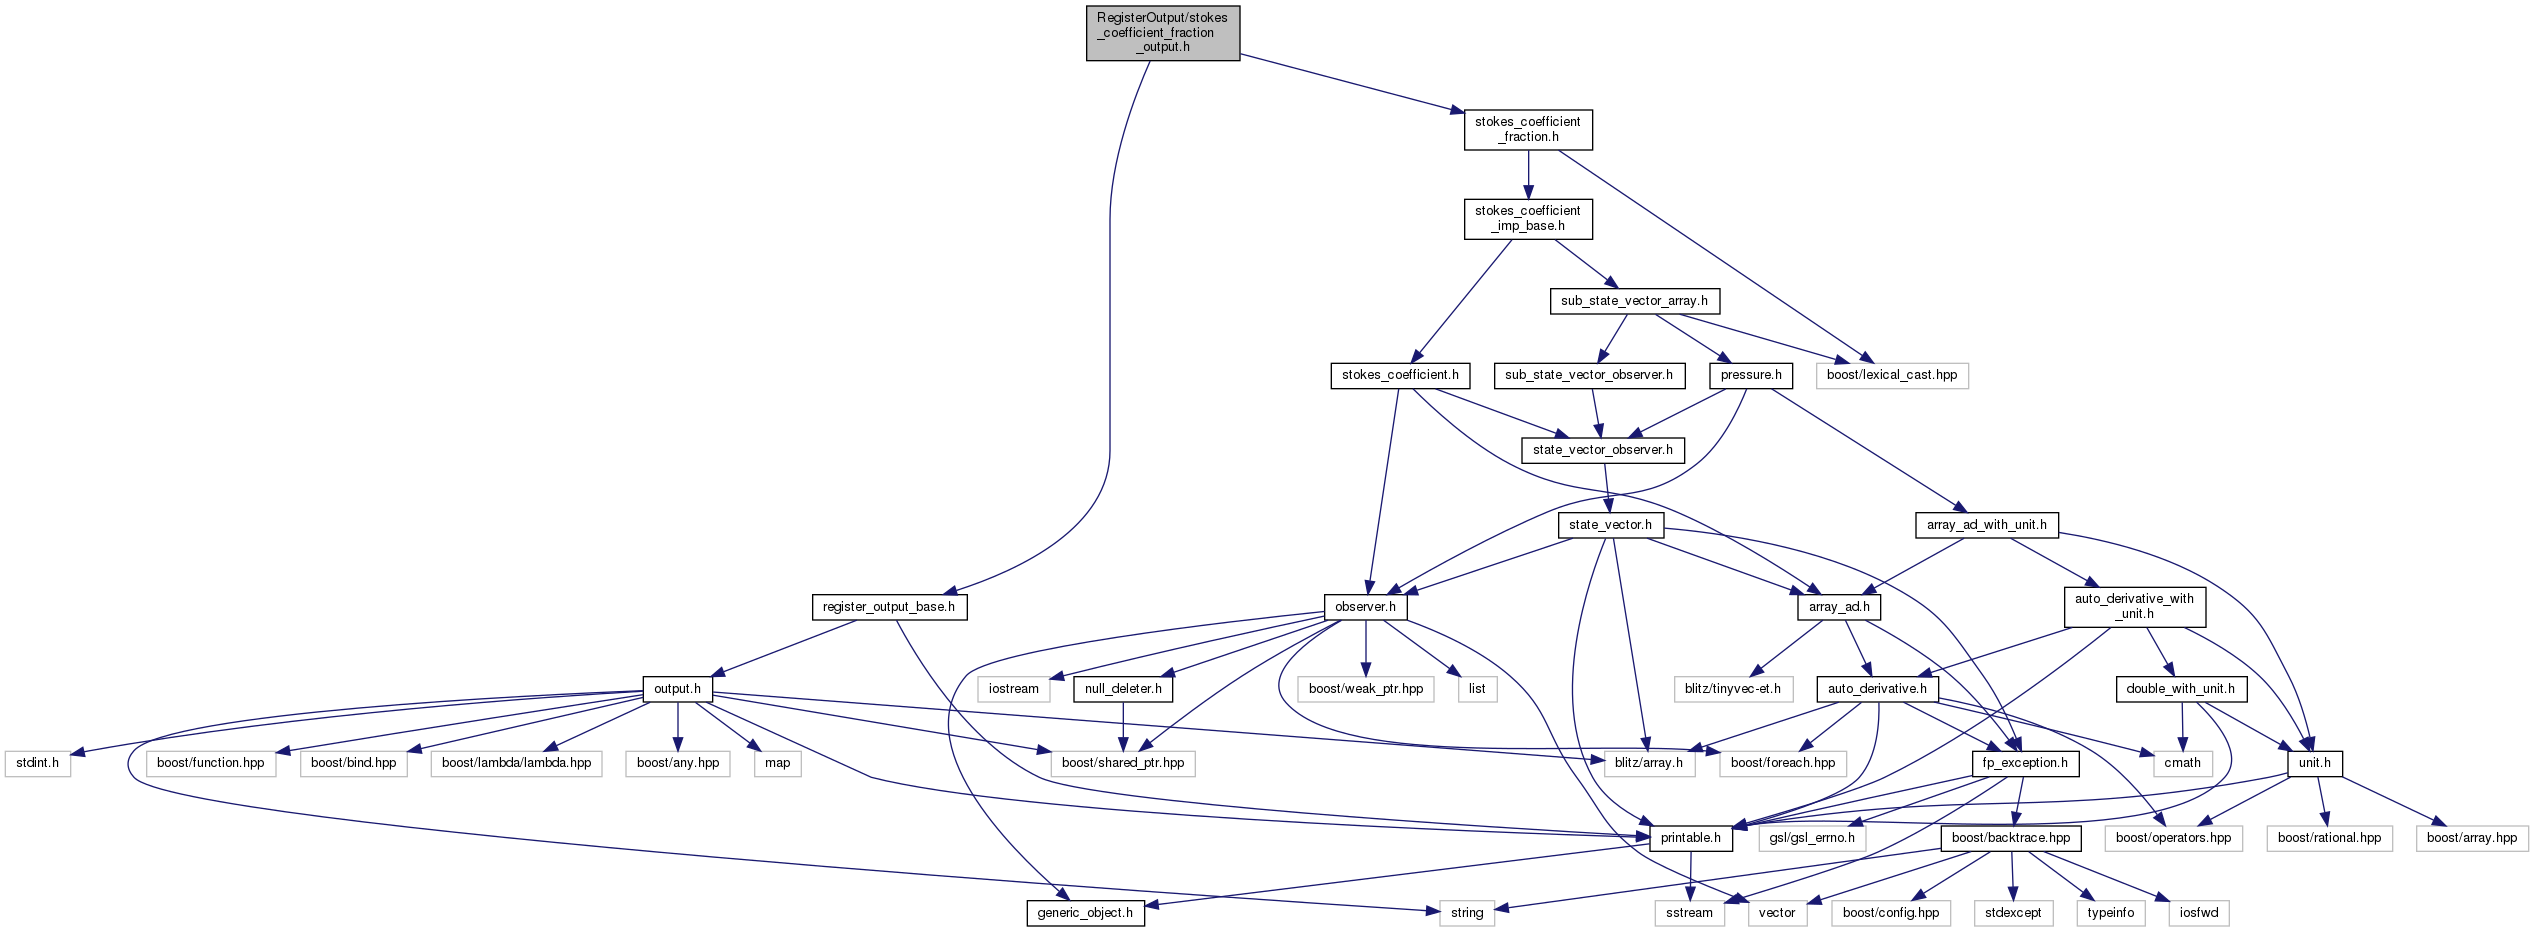 RegisterOutput/stokes
_coefficient_fraction
_output.h
stokes_coefficient
_fraction.h
stokes_coefficient
_imp_base.h
sub_state_vector_array.h
stokes_coefficient.h
sub_state_vector_observer.h
pressure.h
boost/lexical_cast.hpp
state_vector_observer.h
state_vector.h
array_ad_with_unit.h
register_output_base.h
observer.h
array_ad.h
auto_derivative_with
_unit.h
output.h
iostream
null_deleter.h
boost/weak_ptr.hpp
list
blitz/tinyvec-et.h
auto_derivative.h
double_with_unit.h
stdint.h
boost/function.hpp
boost/bind.hpp
boost/lambda/lambda.hpp
boost/any.hpp
map
boost/shared_ptr.hpp
blitz/array.h
boost/foreach.hpp
fp_exception.h
cmath
unit.h
printable.h
gsl/gsl_errno.h
boost/backtrace.hpp
boost/operators.hpp
boost/rational.hpp
boost/array.hpp
generic_object.h
string
sstream
vector
boost/config.hpp
stdexcept
typeinfo
iosfwd